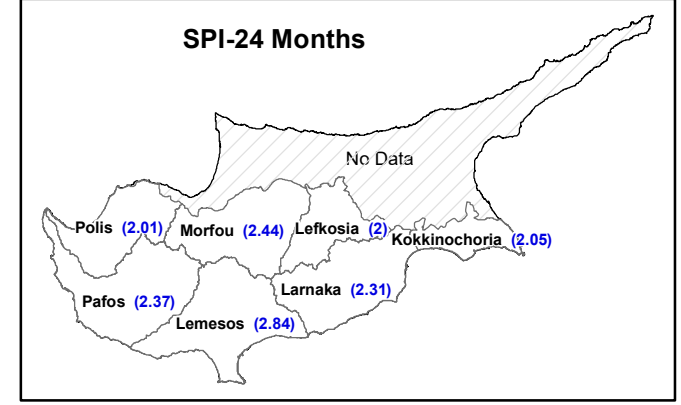 SPI-24 Months
No Data
Polis (2.01)
Morfou (2.44)
Lefkosia (2)
Kokkinochoria (2.05)
Pafos (2.37)
Larnaka (2.31)
Lemesos (2.84)